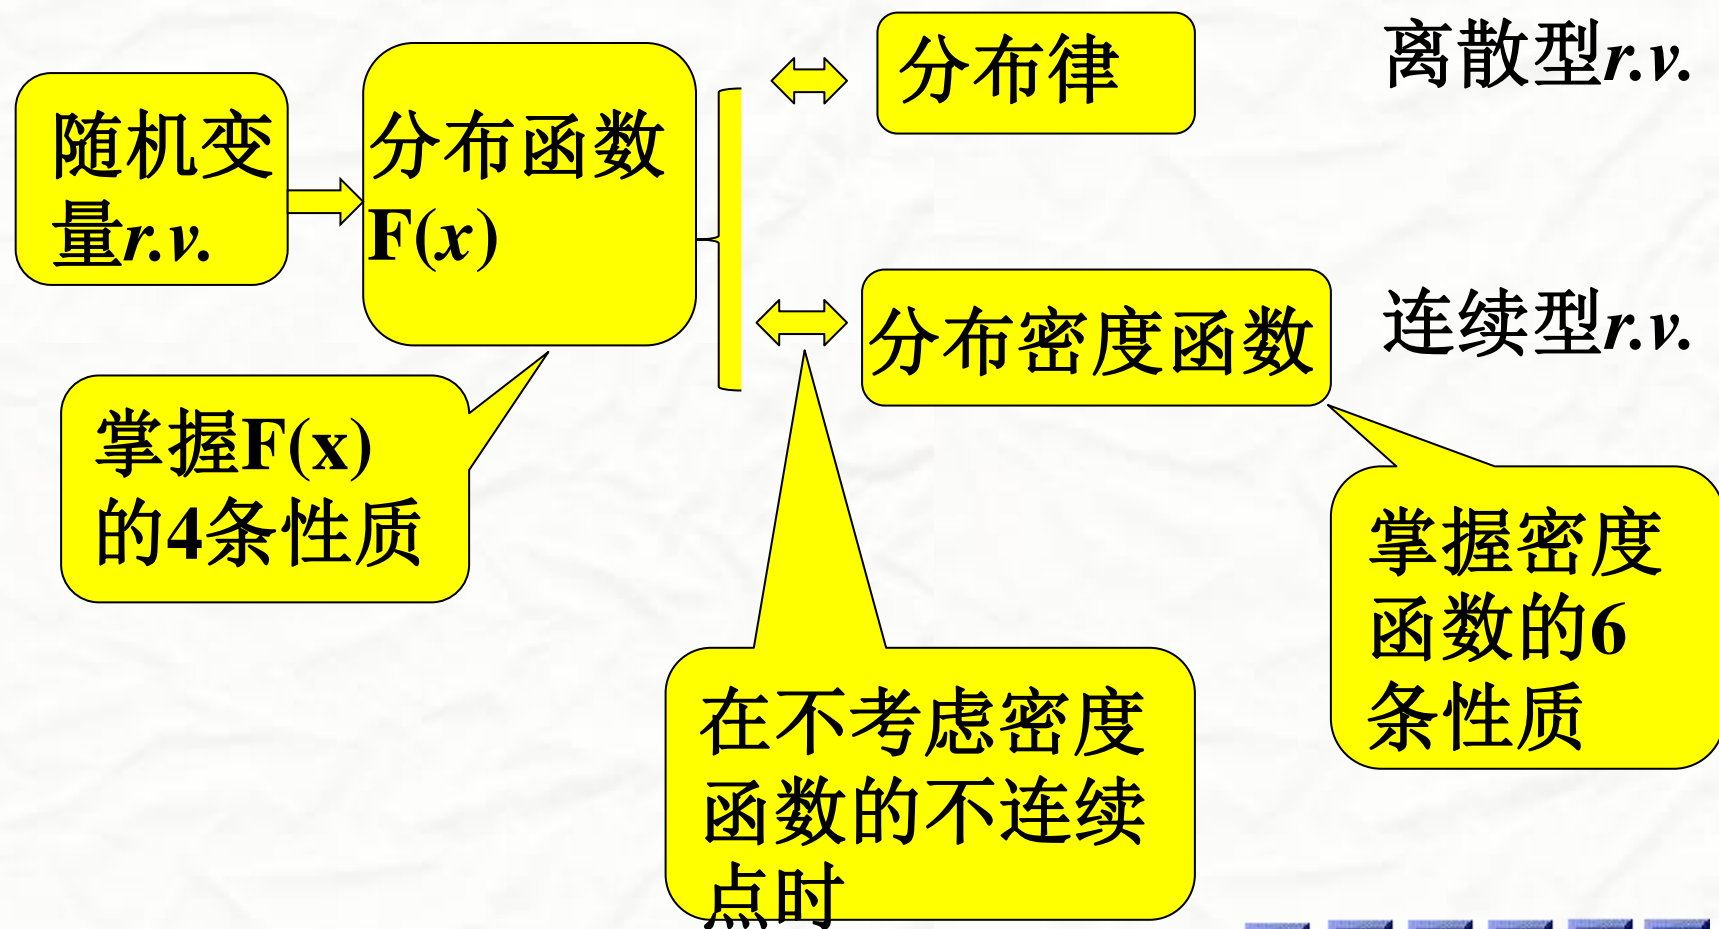 随机变
量r.v.
分布函数
F(x)
分布律
离散型r.v.
分布密度函数
连续型r.v.
掌握F(x)
的4条性质
在不考虑密度
函数的不连续
点时
掌握密度
函数的6
条性质